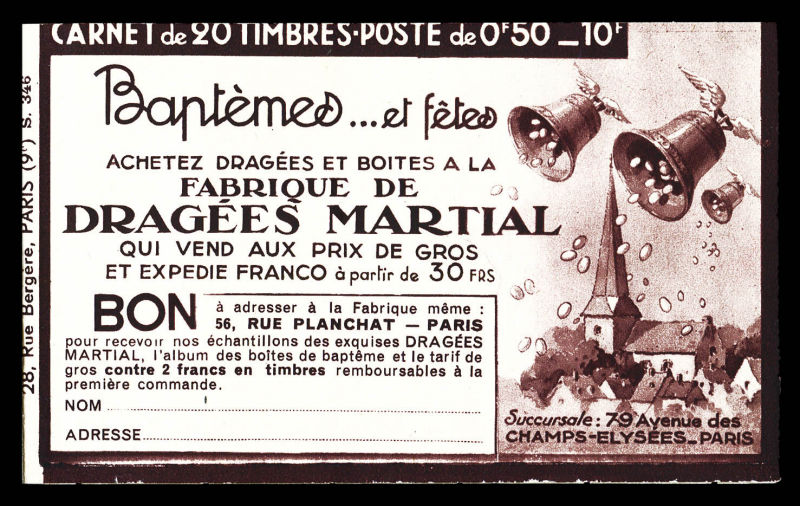 CARNET de 20 TIMBRES-POSTE de 0F50 _ 10F
28, Rue Bergère, PARIS (9e) S. 346
Baptêmes...et fêtes
ACHETEZ DRAGÉES ET BOITES A LA
FABRIQUE DE
DRAGÉES MARTIAL
QUI VEND AUX PRIX DE GROS
ET EXPEDIE FRANCO à partir de 30 FRS
BON à adresser à la Fabrique même :
56, RUE PLANCHAT — PARIS
pour recevoir nos échantillons des exquises DRAGÉES
MARTIAL, l'album des boîtes de baptême et le tarif de
gros contre 2 francs en timbres remboursables à la
première commande.
NOM
ADRESSE
Succursale : 79 Avenue des
CHAMPS-ELYSÉES_PARIS